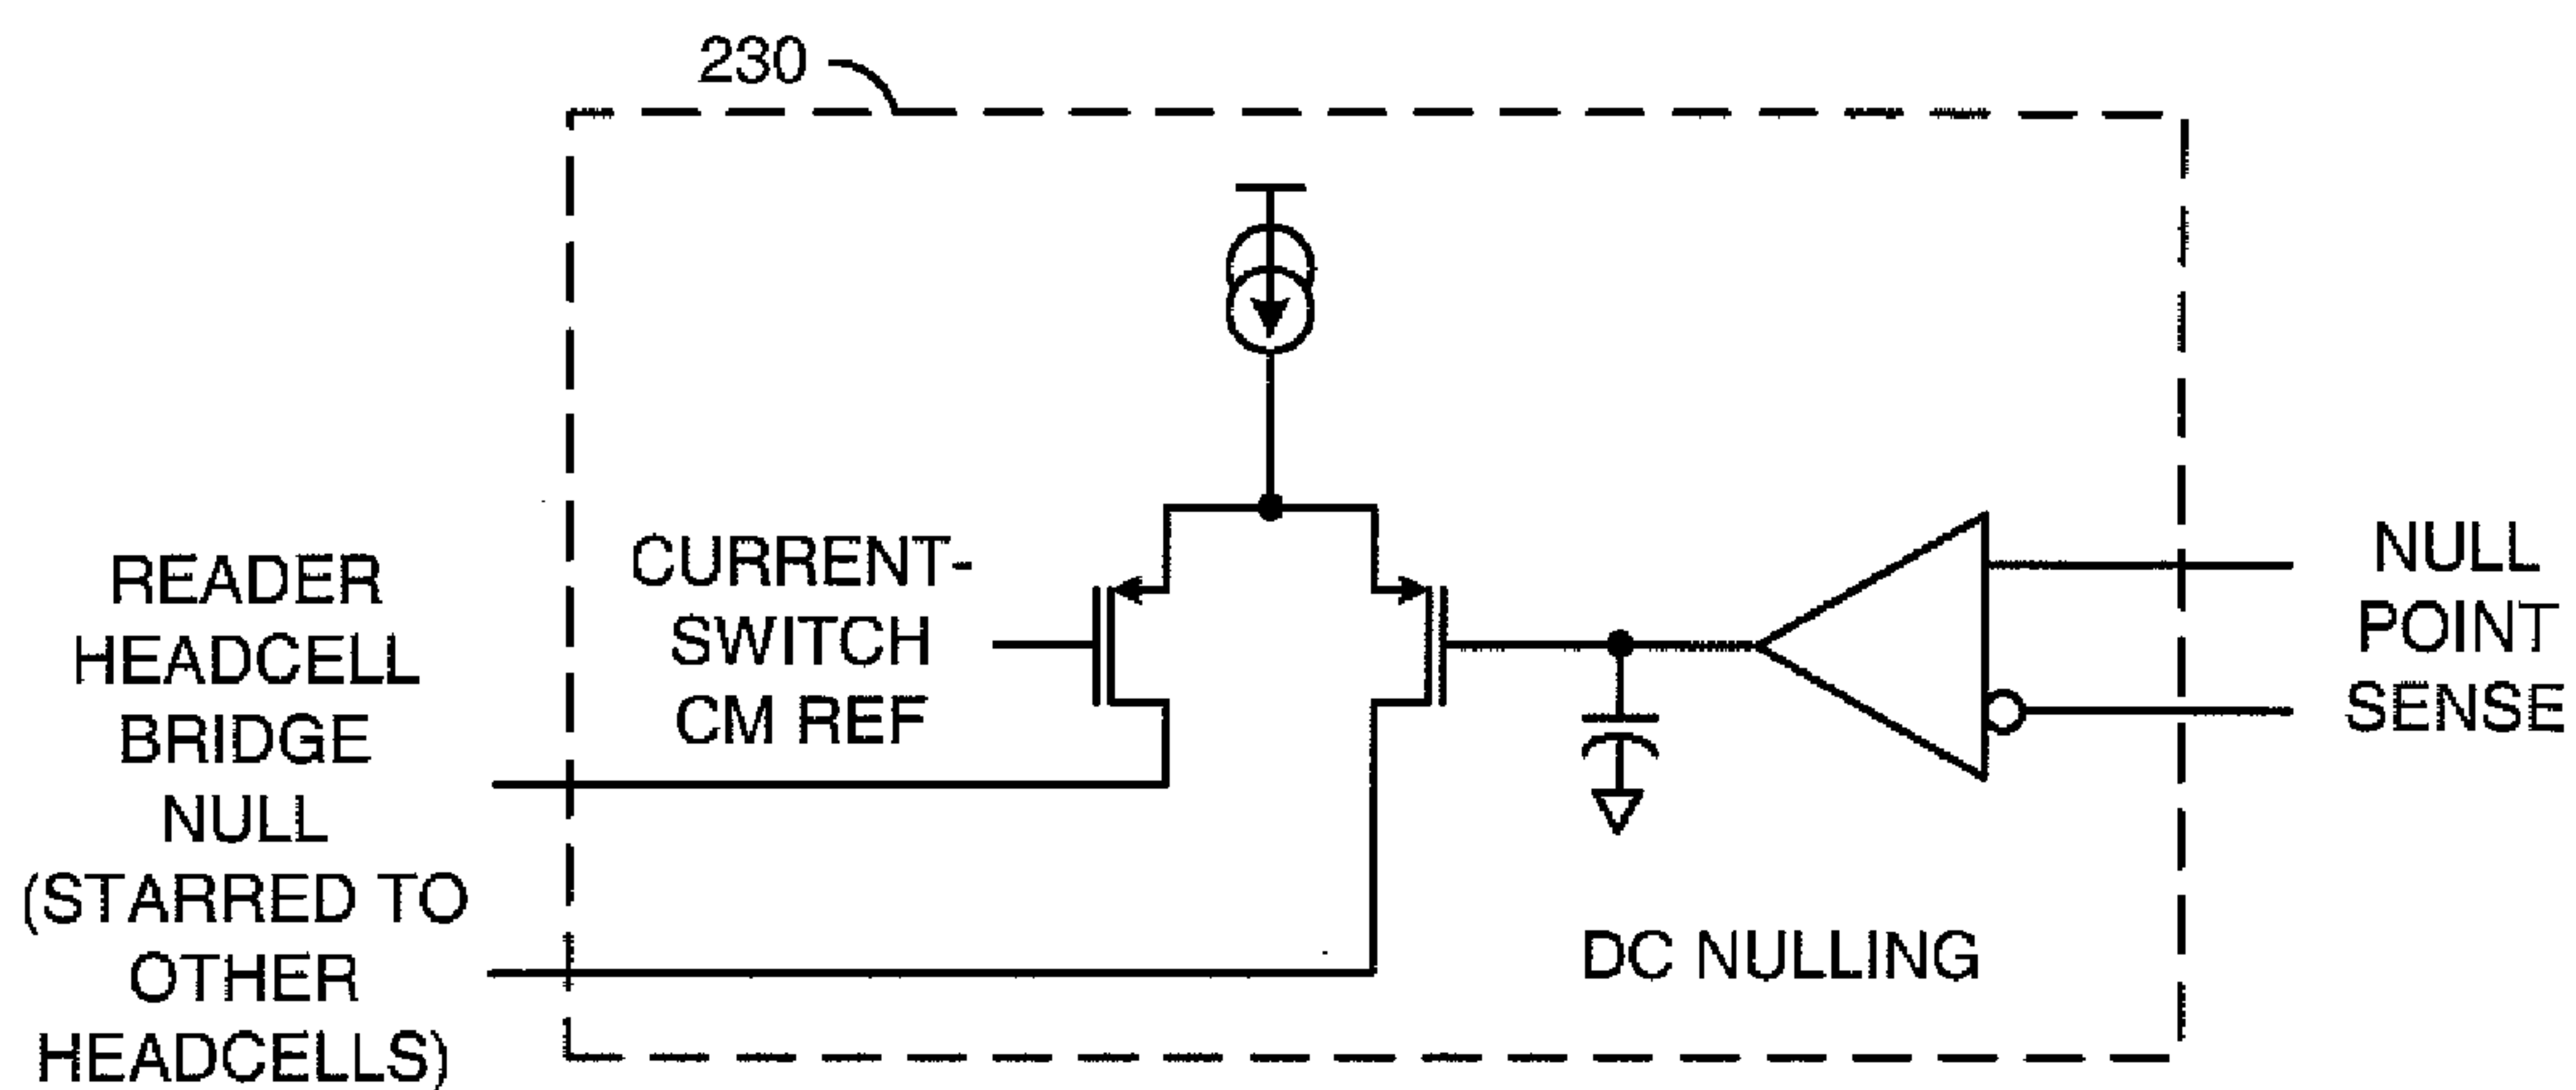 230
READER
HEADCELL
BRIDGE
NULL
(STARRED TO
OTHER
HEADCELLS)
CURRENT-
SWITCH
CM REF
NULL
POINT
SENSE
DC NULLING